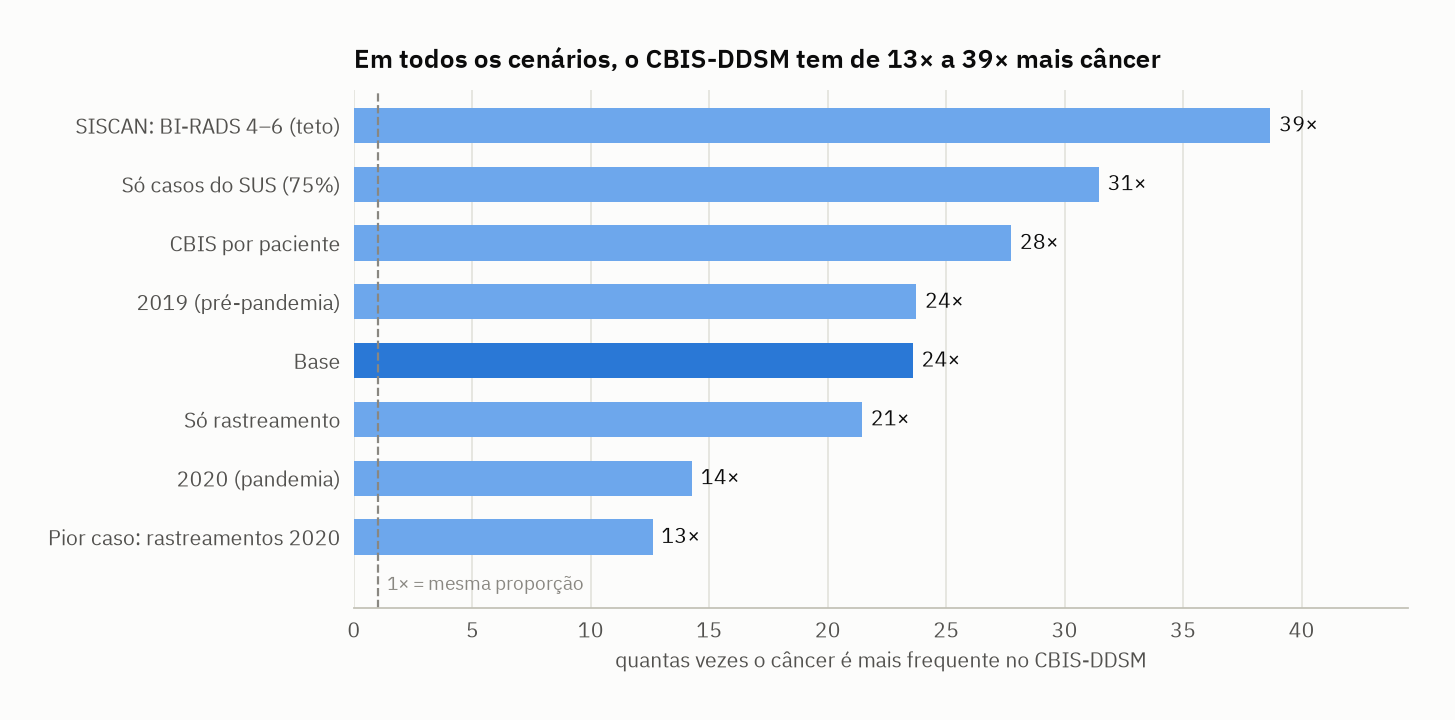 Em todos os cenários, o CBIS-DDSM tem de 13× a 39× mais câncer
SISCAN: BI-RADS 4–6 (teto) 39×
Só casos do SUS (75%) 31×
CBIS por paciente 28×
2019 (pré-pandemia) 24×
Base 24×
Só rastreamento 21×
2020 (pandemia) 14×
Pior caso: rastreamentos 2020 13×
1× = mesma proporção
0 5 10 15 20 25 30 35 40
quantas vezes o câncer é mais frequente no CBIS-DDSM